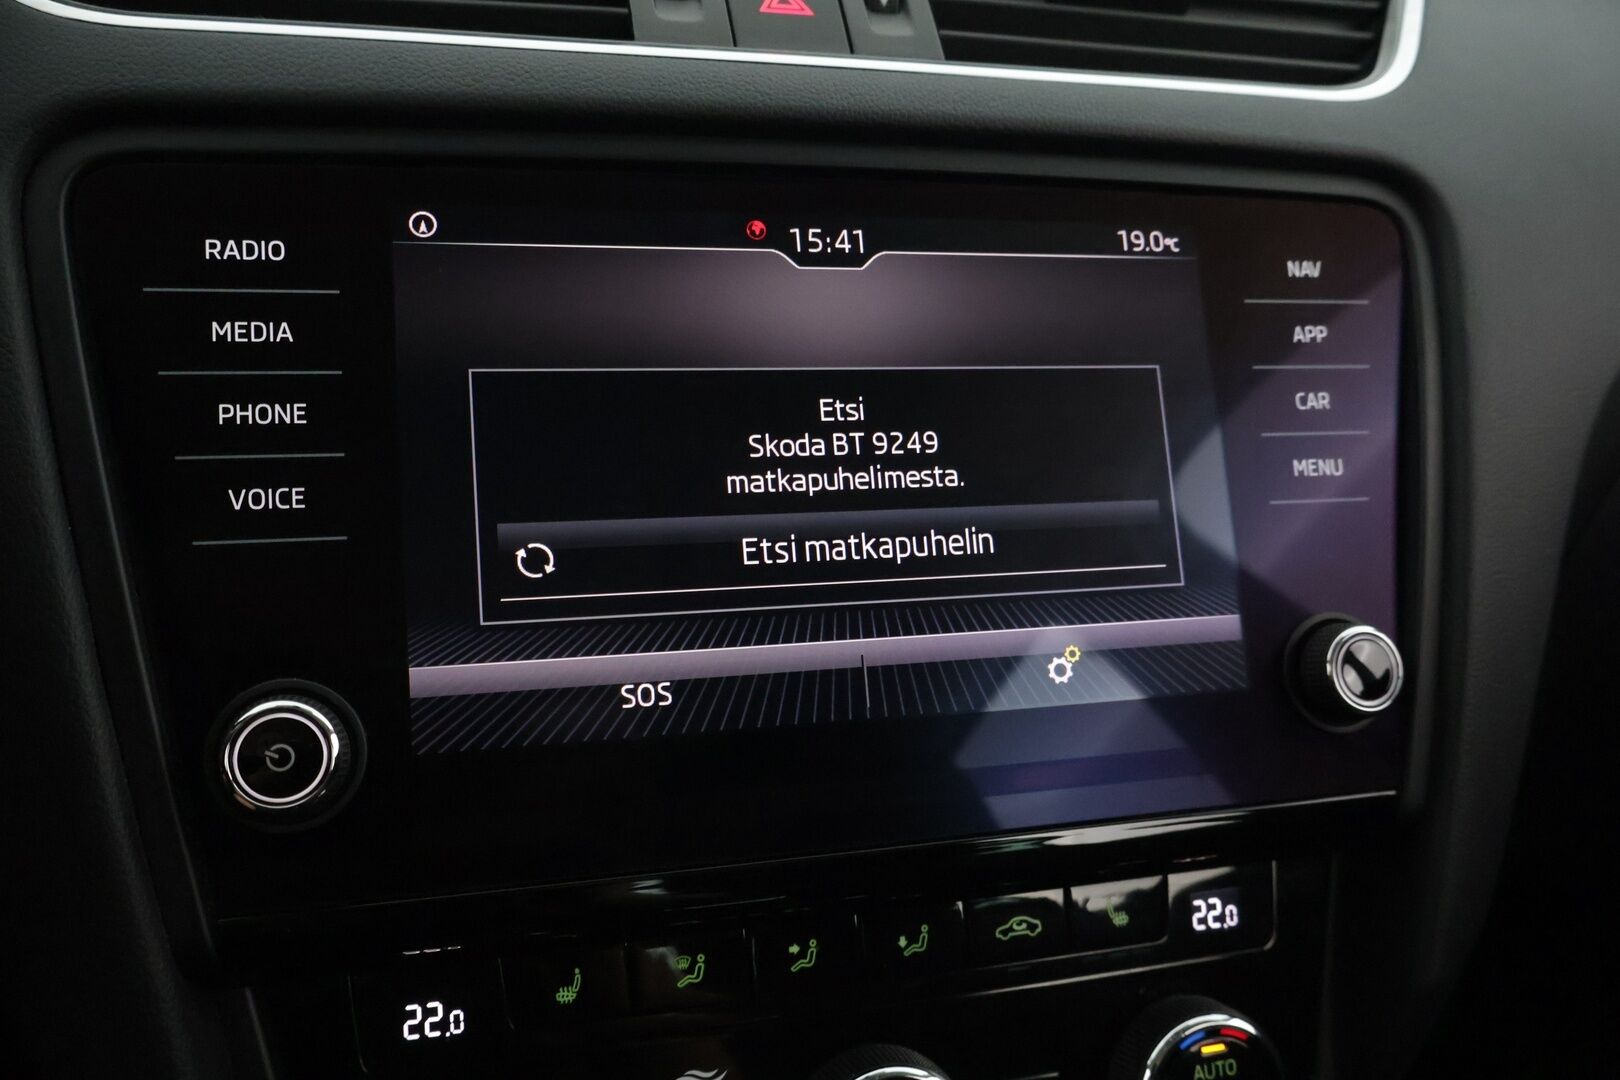 15:41
19.0°C
RADIO
MEDIA
PHONE
VOICE
NAV
APP
CAR
MENU
Etsi
Skoda BT 9249
matkapuhelimesta.
Etsi matkapuhelin
SOS
22.0
22.0
AUTO